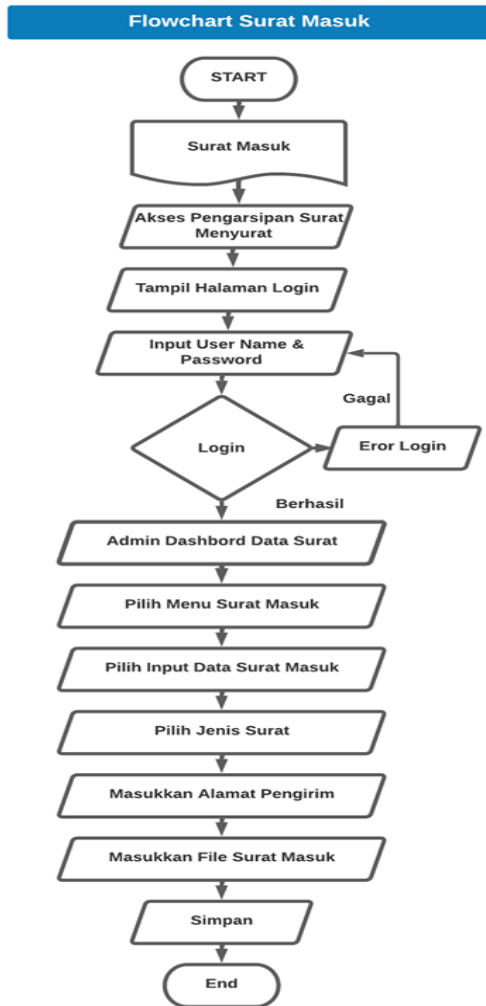 Flowchart Surat Masuk
START
Surat Masuk
Akses Pengarsipan Surat
Menyurat
Tampil Halaman Login
Input User Name &
Password
Gagal
Login
Eror Login
Berhasil
Admin Dashbord Data Surat
Pilih Menu Surat Masuk
Pilih Input Data Surat Masuk
Pilih Jenis Surat
Masukkan Alamat Pengirim
Masukkan File Surat Masuk
Simpan
End